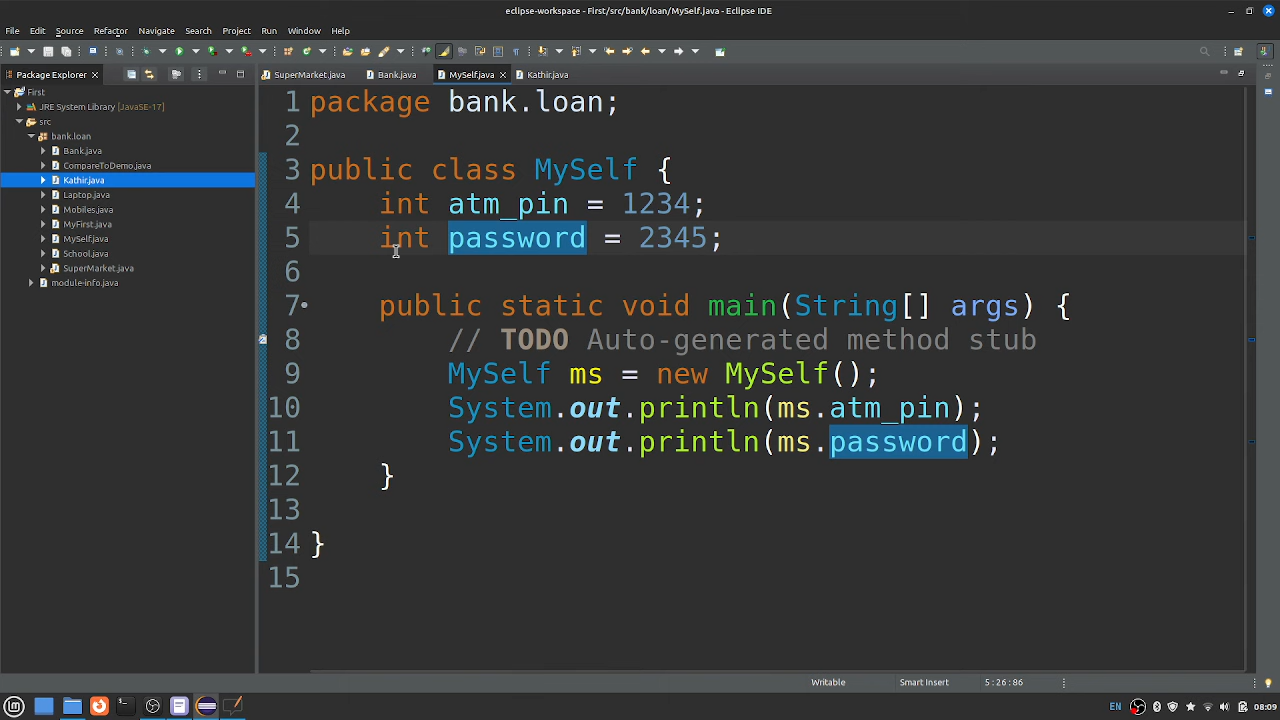 eclipse-workspace - First/src/bank/loan/MySelf.java - Eclipse IDE
File Edit Source Refactor Navigate Search Project Run Window Help
Package Explorer
SuperMarket.java Bank.java MySelf.java Kathir.java
First
JRE System Library [JavaSE-17]
src
bank.loan
Bank.java
CompareToDemo.java
Kathir.java
Laptop.java
Mobiles.java
MyFirst.java
MySelf.java
School.java
SuperMarket.java
module-info.java
1 package bank.loan;
2
3 public class MySelf {
4 int atm_pin = 1234;
5 int password = 2345;
6
7 public static void main(String[] args) {
8 // TODO Auto-generated method stub
9 MySelf ms = new MySelf();
10 System.out.println(ms.atm_pin);
11 System.out.println(ms.password);
12 }
13
14 }
15
Writable Smart Insert 5:26:86
EN 08:09